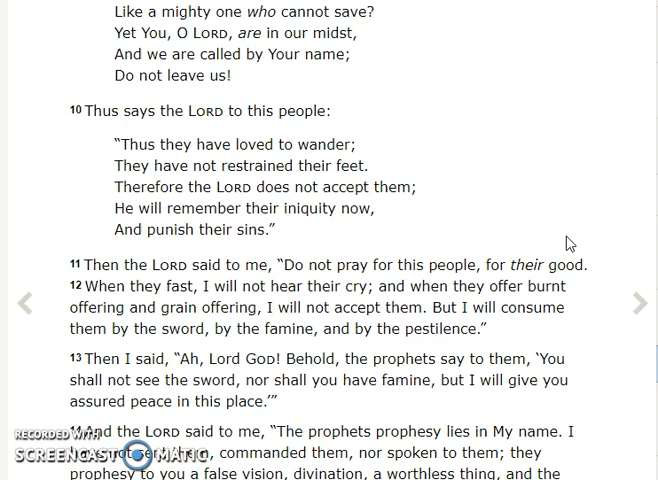 Like a mighty one who cannot save?
Yet You, O LORD, are in our midst,
And we are called by Your name;
Do not leave us!
10 Thus says the LORD to this people:
“Thus they have loved to wander;
They have not restrained their feet.
Therefore the LORD does not accept them;
He will remember their iniquity now,
And punish their sins.”
11 Then the LORD said to me, “Do not pray for this people, for their good.
12 When they fast, I will not hear their cry; and when they offer burnt
offering and grain offering, I will not accept them. But I will consume
them by the sword, by the famine, and by the pestilence.”
13 Then I said, “Ah, Lord GOD! Behold, the prophets say to them, ‘You
shall not see the sword, nor shall you have famine, but I will give you
assured peace in this place.’”
14 And the LORD said to me, “The prophets prophesy lies in My name. I
have not sent them, commanded them, nor spoken to them; they
prophesy to you a false vision, divination, a worthless thing, and the
RECORDED WITH
SCREENCAST MATIC